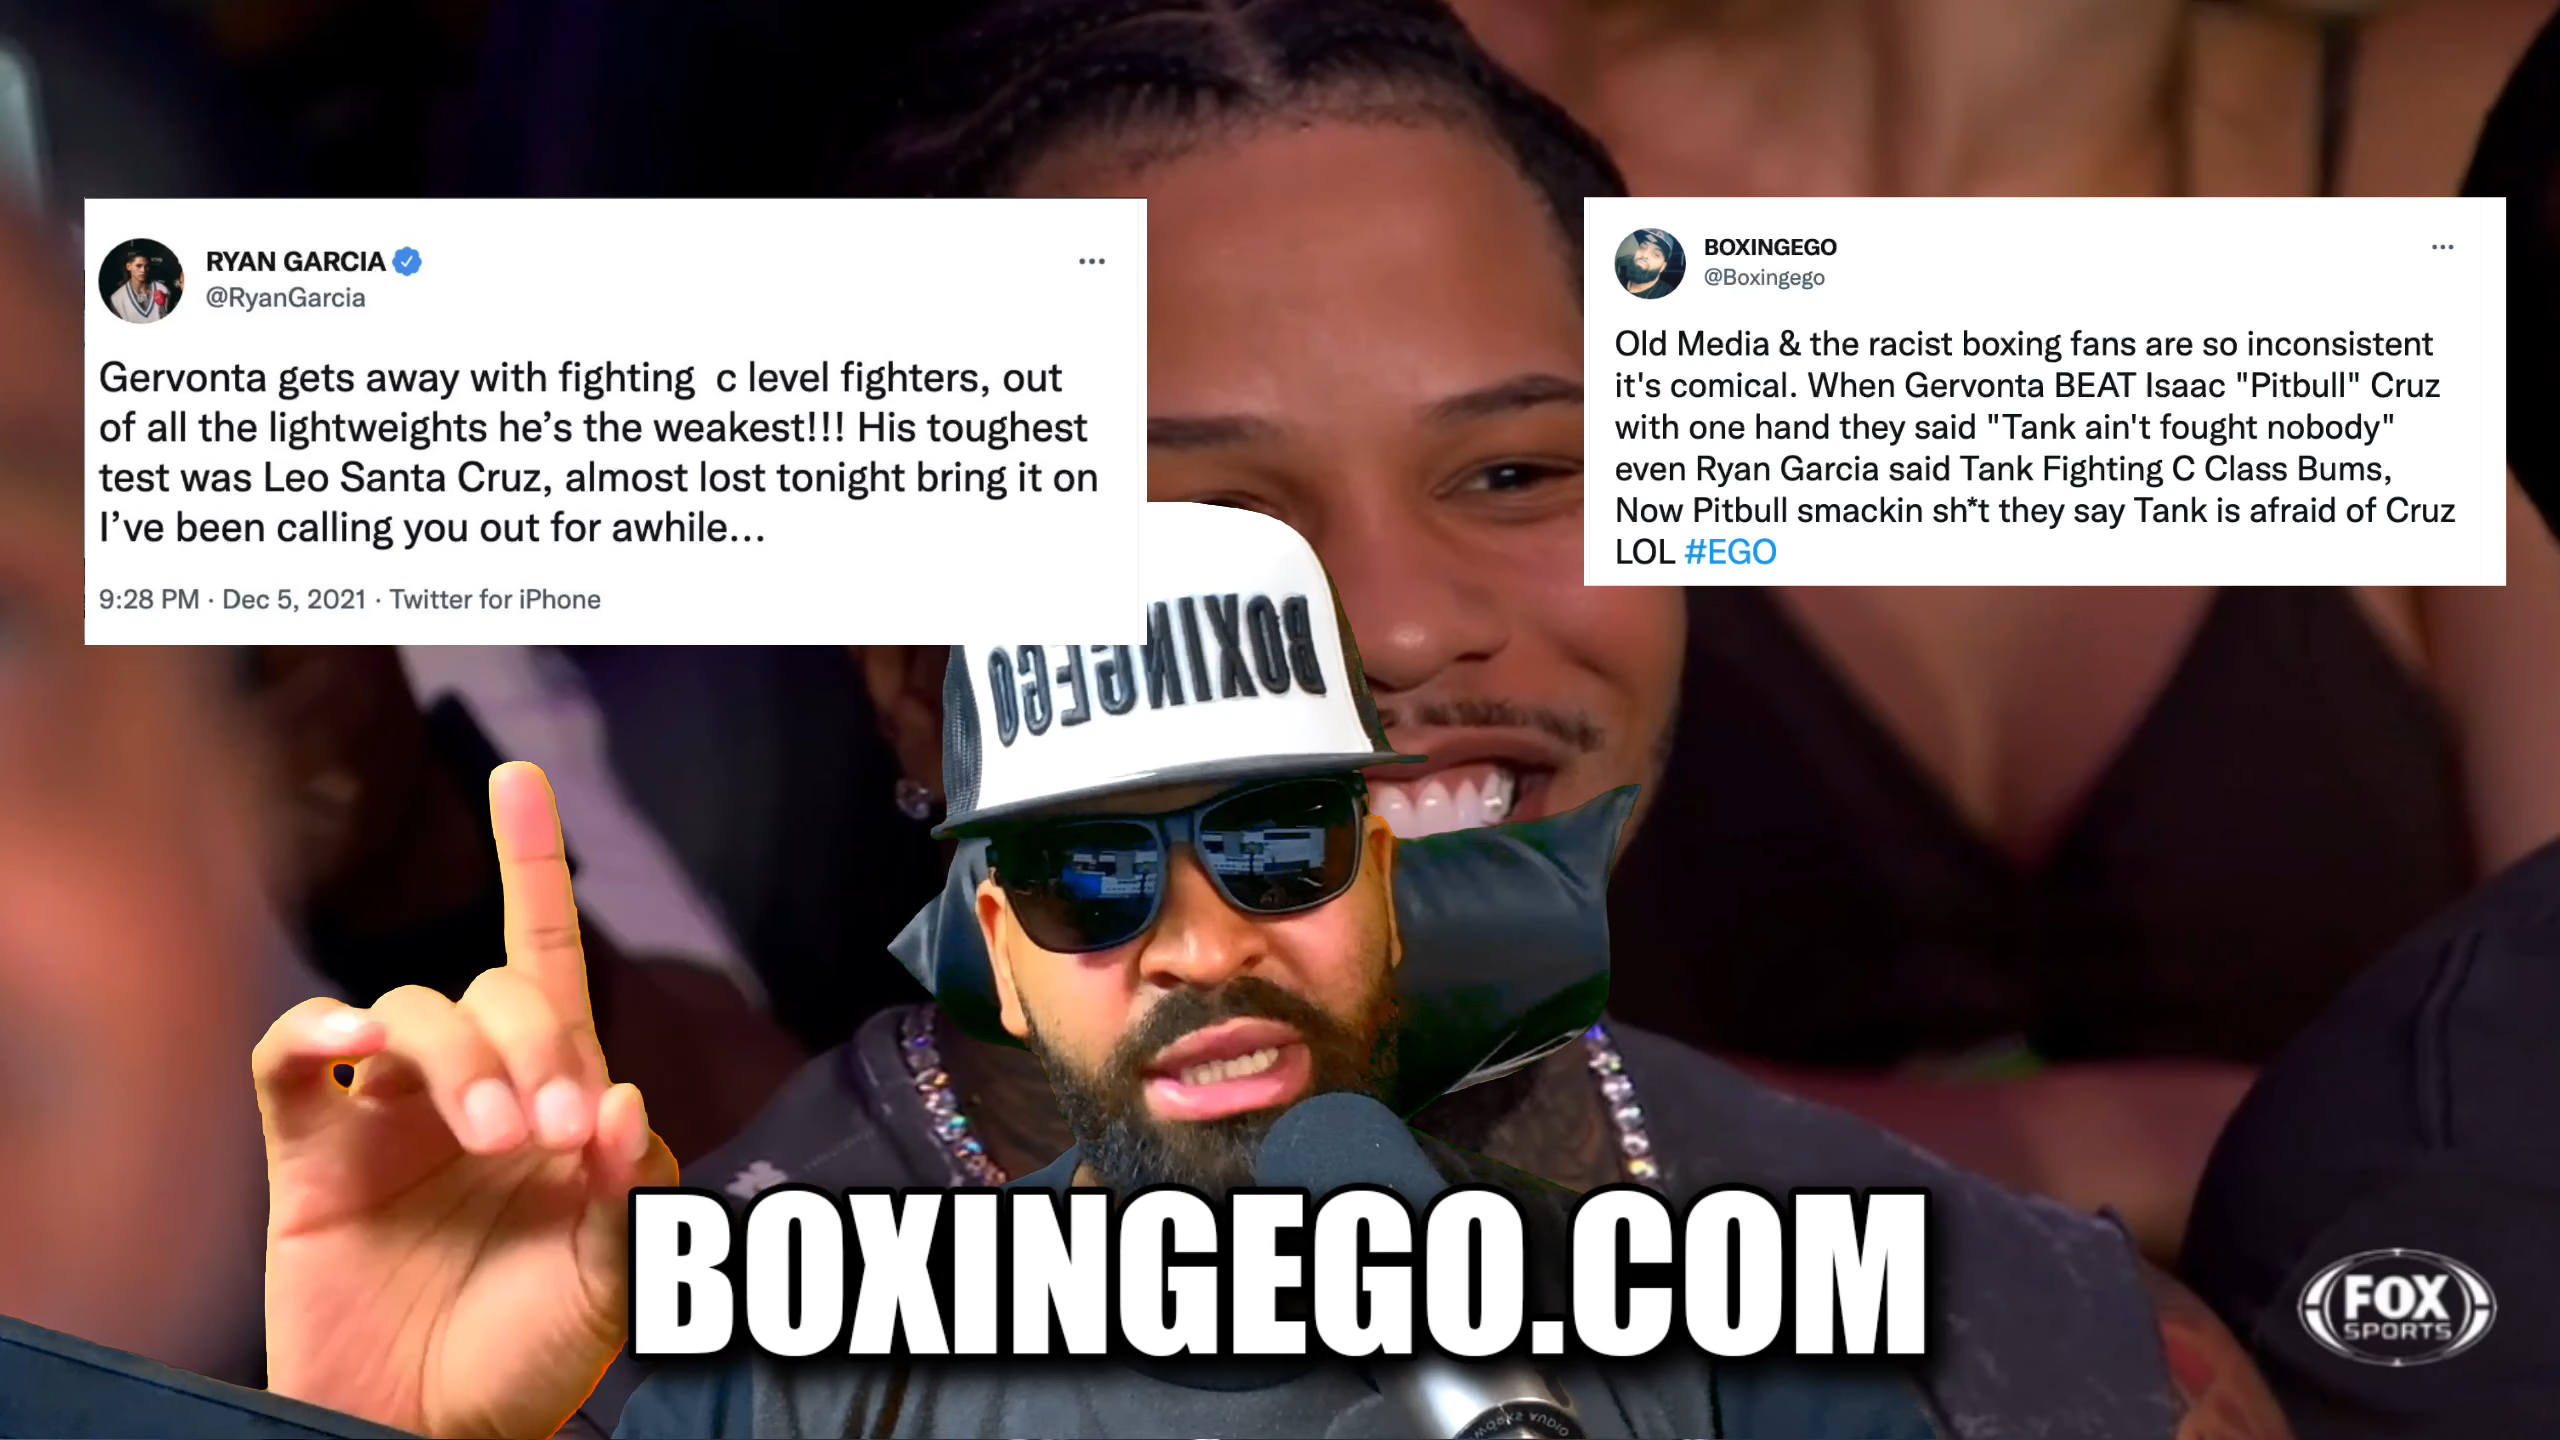 RYAN GARCIA
@RyanGarcia
Gervonta gets away with fighting  c level fighters, out
of all the lightweights he’s the weakest!!! His toughest
test was Leo Santa Cruz, almost lost tonight bring it on
I’ve been calling you out for awhile...
9:28 PM · Dec 5, 2021 · Twitter for iPhone
BOXINGEGO
@Boxingego
Old Media & the racist boxing fans are so inconsistent
it's comical. When Gervonta BEAT Isaac "Pitbull" Cruz
with one hand they said "Tank ain't fought nobody"
even Ryan Garcia said Tank Fighting C Class Bums,
Now Pitbull smackin sh*t they say Tank is afraid of Cruz
LOL #EGO
BOXINGEGO
BOXINGEGO.COM
FOX
SPORTS